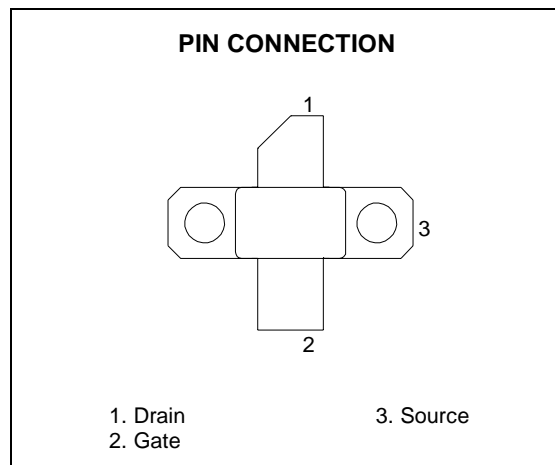 PIN CONNECTION
1
3
2
1. Drain
3. Source
2. Gate